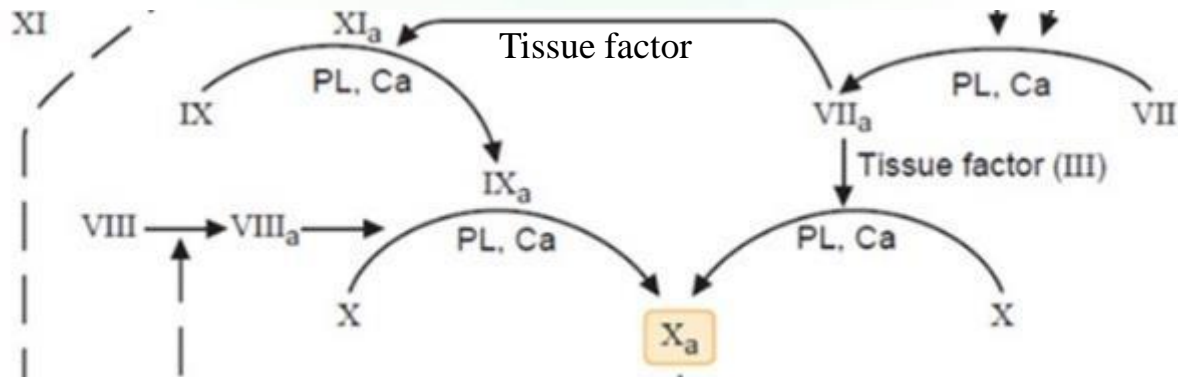 XI
XIa
Tissue factor
PL, Ca
PL, Ca
IX
VIIa
VII
Tissue factor (III)
IXa
VIII
VIIIa
PL, Ca
PL, Ca
X
X
Xa